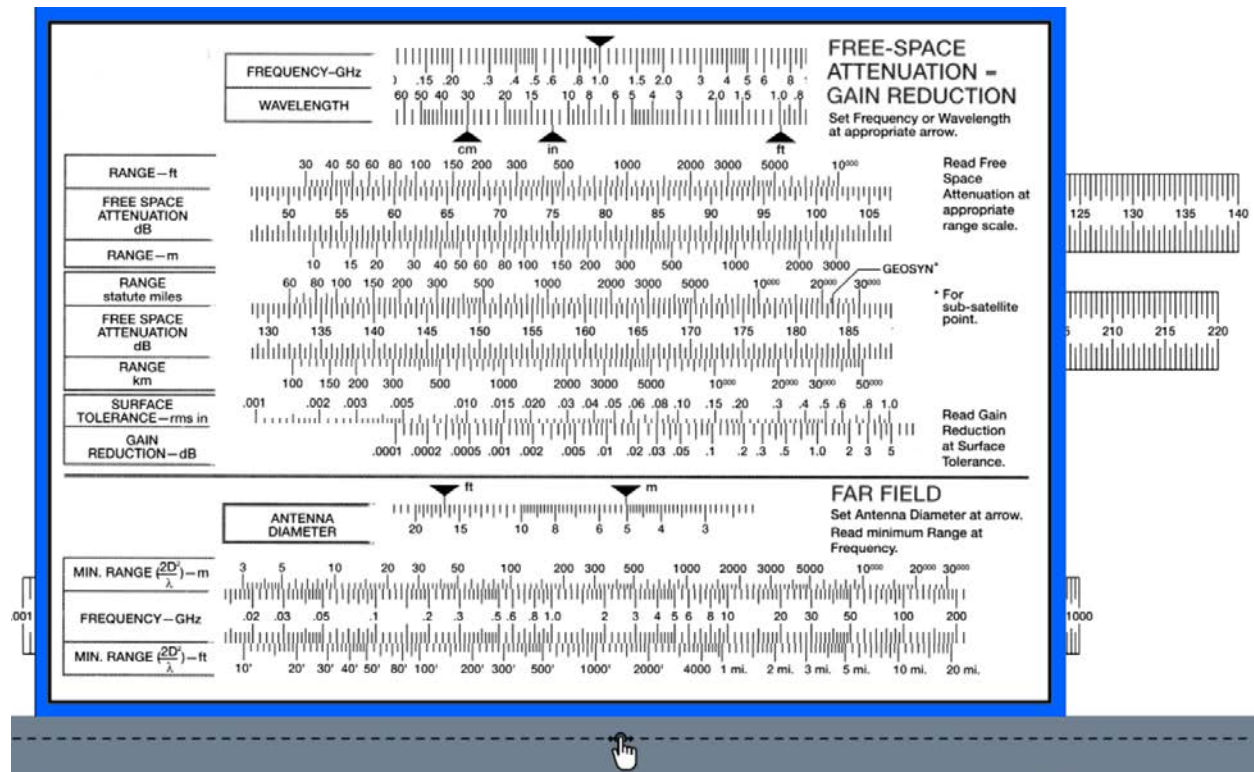 FREE-SPACE
ATTENUATION =
GAIN REDUCTION
Set Frequency or Wavelength
at appropriate arrow.
FREQUENCY–GHz
.15 .20 .3 .4 .5 .6 .8 1.0 1.5 2.0 3 4 5 6 8
WAVELENGTH
60 50 40 30 20 15 10 8 6 5 4 3 2.0 1.5 1.0 .8
cm in ft
RANGE–ft
30 40 50 60 80 100 150 200 300 500 1000 2000 3000 5000 10000
Read Free
Space
Attenuation at
appropriate
range scale.
FREE SPACE
ATTENUATION
dB
50 55 60 65 70 75 80 85 90 95 100 105 125 130 135 140
RANGE–m
10 15 20 30 40 50 60 80 100 150 200 300 500 1000 2000 3000
GEOSYN*
RANGE
statute miles
60 80 100 150 200 300 500 1000 2000 3000 5000 10000 20000 30000
* For
sub-satellite
point.
FREE SPACE
ATTENUATION
dB
130 135 140 145 150 155 160 165 170 175 180 185 210 215 220
RANGE
km
100 150 200 300 500 1000 2000 3000 5000 10000 20000 30000 50000
SURFACE
TOLERANCE–rms in
.001 .002 .003 .005 .010 .015 .020 .03 .04 .05 .06 .08 .10 .15 .20 .3 .4 .5 .6 .8 1.0
Read Gain
Reduction
at Surface
Tolerance.
GAIN
REDUCTION–dB
.0001 .0002 .0005 .001 .002 .005 .01 .02 .03 .05 .1 .2 .3 .5 1.0 2 3 5
FAR FIELD
Set Antenna Diameter at arrow.
Read minimum Range at
Frequency.
ft m
ANTENNA
DIAMETER
20 15 10 8 6 5 4 3
MIN. RANGE (2D²/λ)–m
3 5 10 20 30 50 100 200 300 500 1000 2000 3000 5000 10000 20000 30000
FREQUENCY–GHz
.001 .02 .03 .05 .1 .2 .3 .5 .6 .8 1.0 2 3 4 5 6 8 10 20 30 50 100 200 1000
MIN. RANGE (2D²/λ)–ft
10' 20' 30' 40' 50' 80' 100' 200' 300' 500' 1000' 2000' 4000 1 mi. 2 mi. 3 mi. 5 mi. 10 mi. 20 mi.